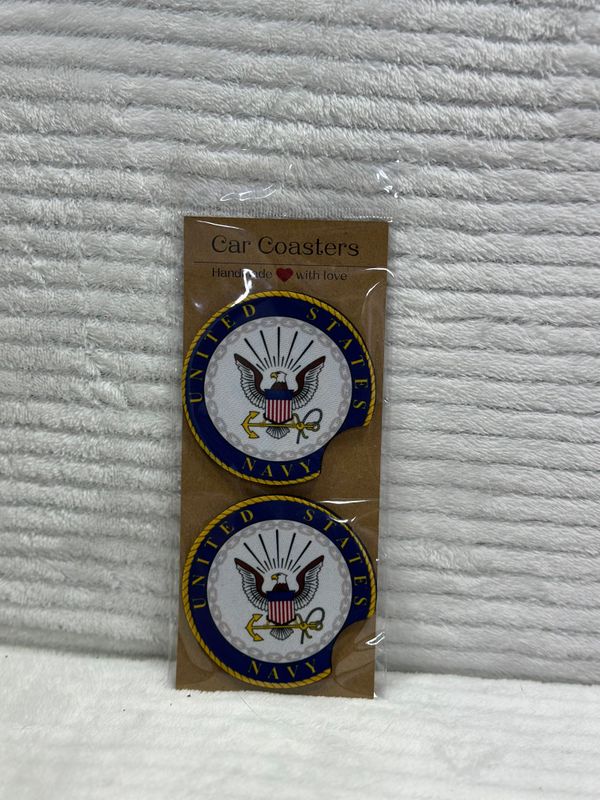 Car Coasters
Handmade with love
UNITED STATES
NAVY
UNITED STATES
NAVY